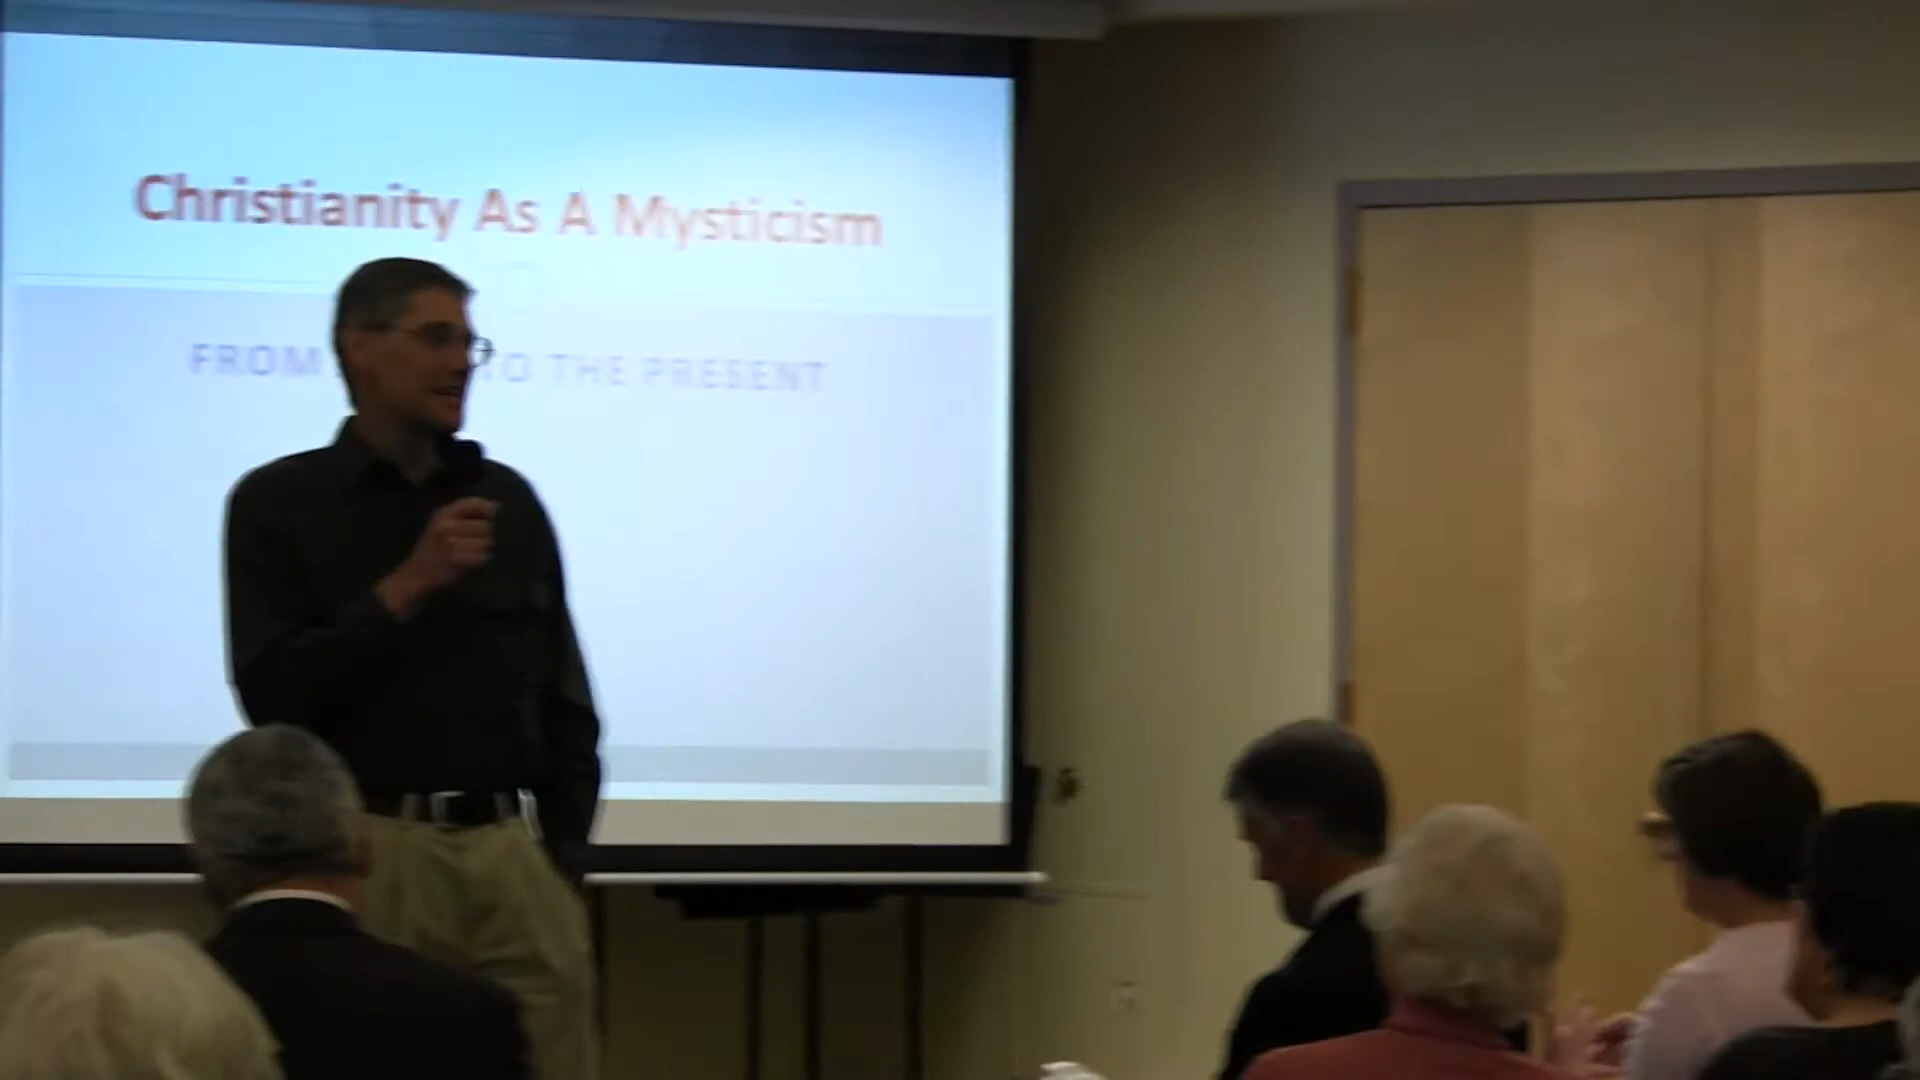 Christianity As A Mysticism
FROM TO THE PRESENT